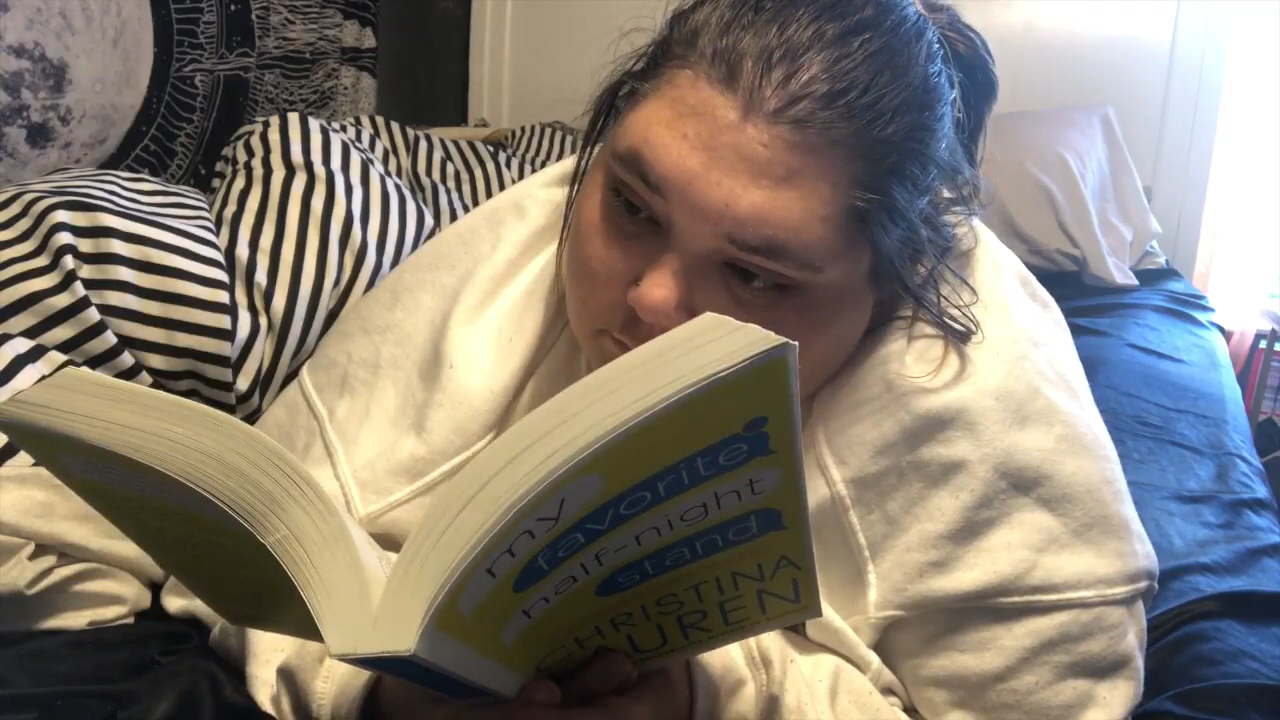 my
favorite
half-night
stand
CHRISTINA
LAUREN